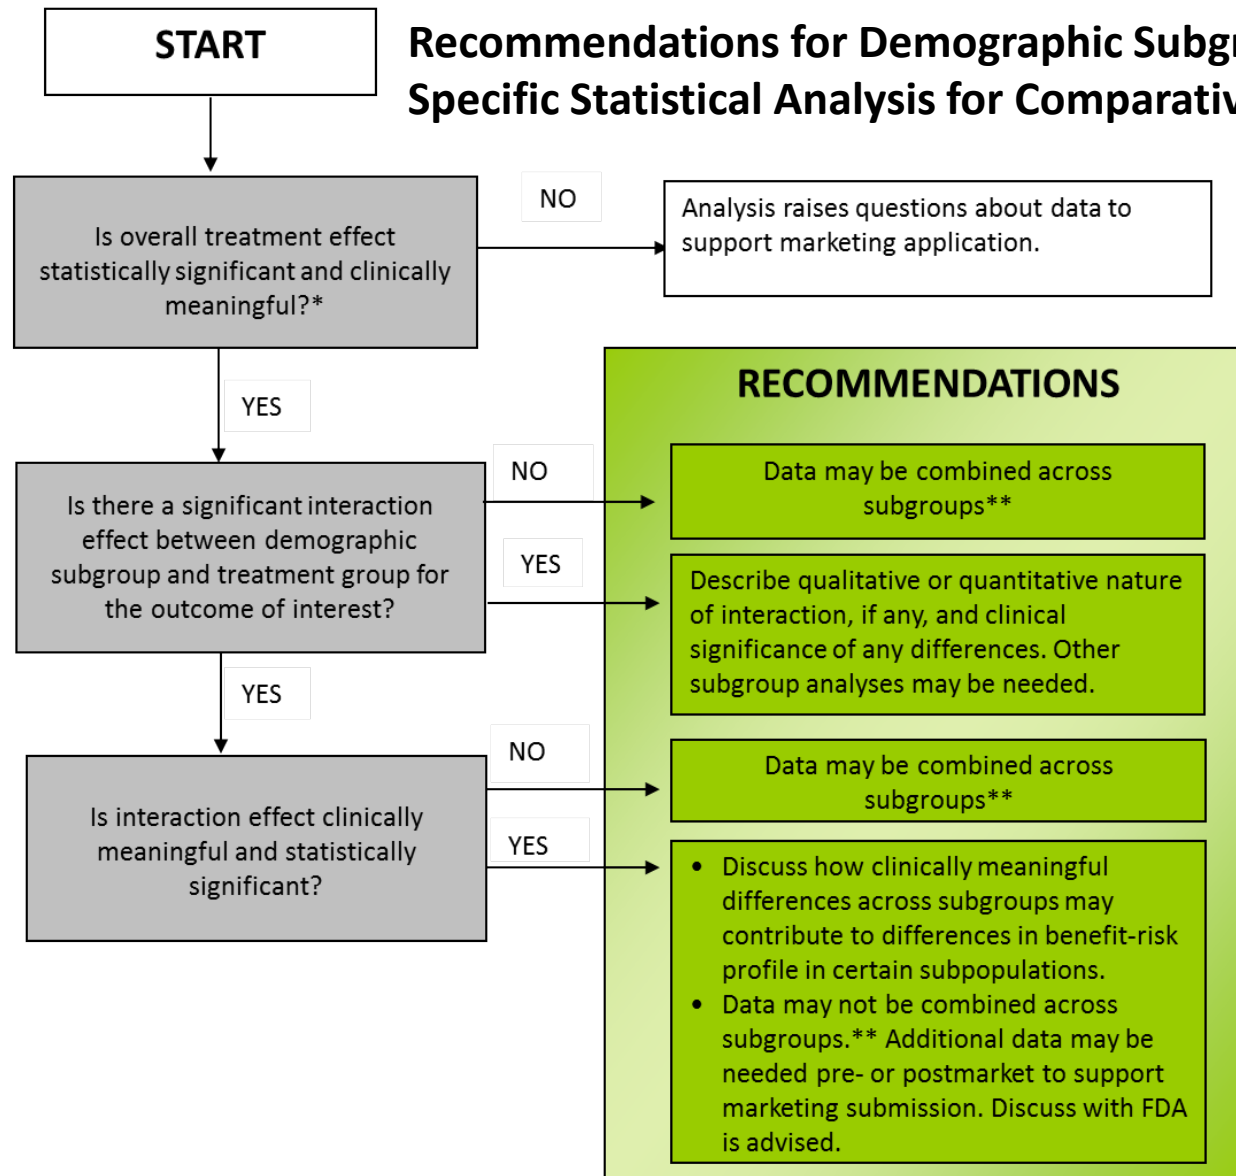 START
Recommendations for Demographic Subgr
Specific Statistical Analysis for Comparativ
Is overall treatment effect
statistically significant and clinically
meaningful?*
NO
Analysis raises questions about data to
support marketing application.
YES
RECOMMENDATIONS
Is there a significant interaction
effect between demographic
subgroup and treatment group for
the outcome of interest?
NO
Data may be combined across
subgroups**
YES
Describe qualitative or quantitative nature
of interaction, if any, and clinical
significance of any differences. Other
subgroup analyses may be needed.
YES
Is interaction effect clinically
meaningful and statistically
significant?
NO
Data may be combined across
subgroups**
YES
• Discuss how clinically meaningful
differences across subgroups may
contribute to differences in benefit-risk
profile in certain subpopulations.
• Data may not be combined across
subgroups.** Additional data may be
needed pre- or postmarket to support
marketing submission. Discuss with FDA
is advised.